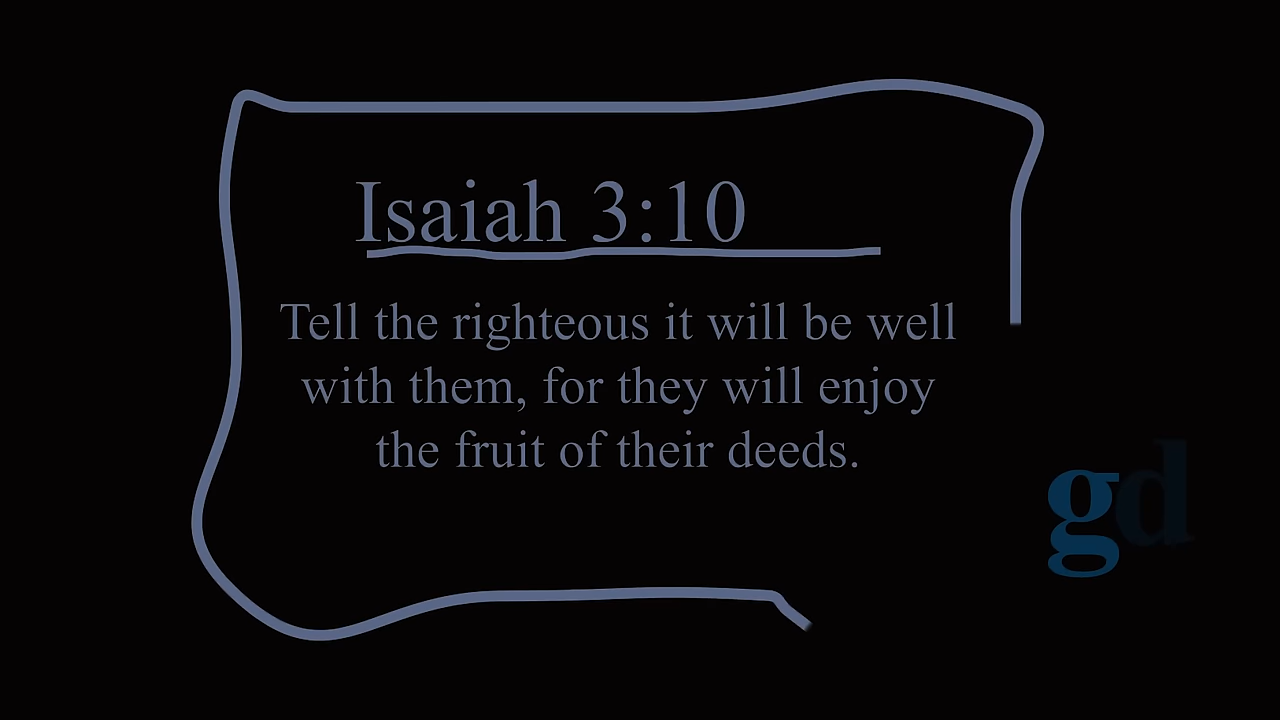 Isaiah 3:10
Tell the righteous it will be well
with them, for they will enjoy
the fruit of their deeds.
gd